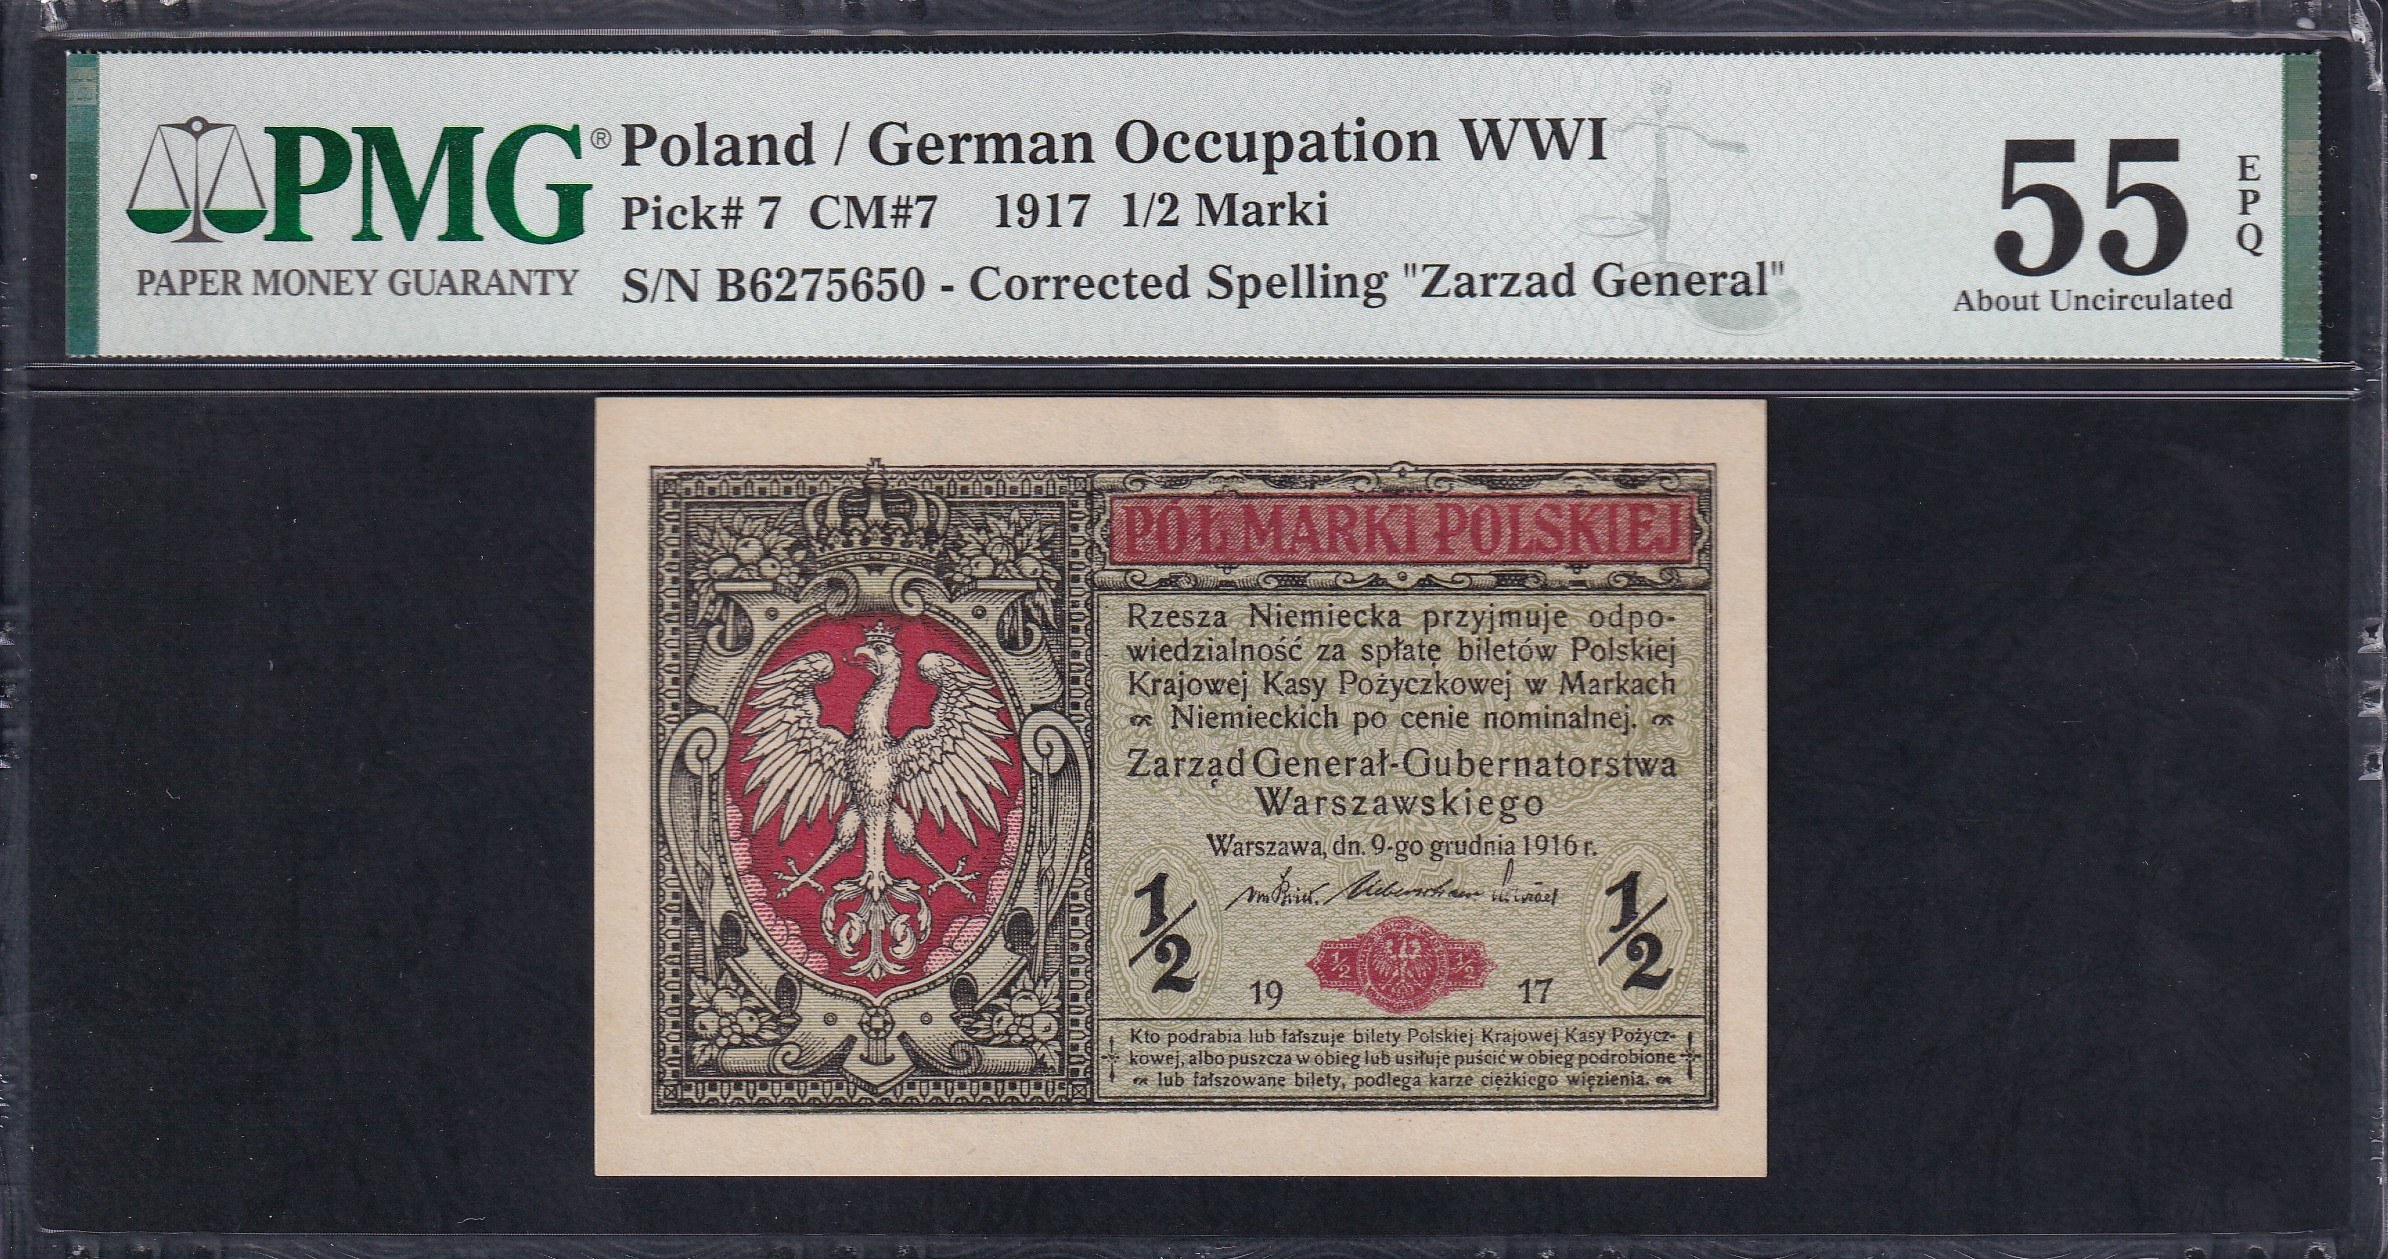 PMG®
PAPER MONEY GUARANTY
Poland / German Occupation WWI
Pick# 7 CM#7 1917 1/2 Marki
S/N B6275650 - Corrected Spelling "Zarzad General"
55
EPQ
About Uncirculated
PÓŁ MARKI POLSKIEJ
Rzesza Niemiecka przyjmuje odpo-
wiedzialność za spłatę biletów Polskiej
Krajowej Kasy Pożyczkowej w Markach
Niemieckich po cenie nominalnej.
Zarząd Generał-Gubernatorstwa
Warszawskiego
Warszawa, dn. 9-go grudnia 1916 r.
1/2
1/2
1/2
1/2
19 17
Kto podrabia lub fałszuje bilety Polskiej Krajowej Kasy Pożycz-
kowej, albo puszcza w obieg lub usiłuje puścić w obieg podrobione
lub fałszowane bilety, podlega karze ciężkiego więzienia.